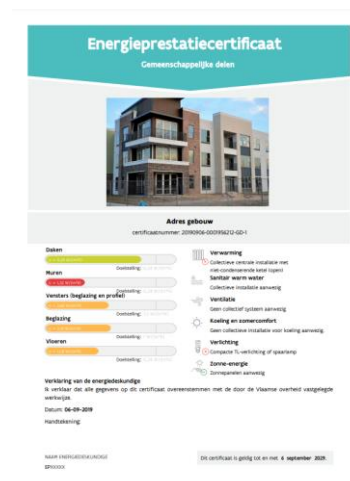 Energieprestatiecertificaat
Gemeenschappelijke delen
Adres gebouw
certificaatnummer: 20190906-0001956212-GD-1
Daken
Doelstelling:
Muren
Doelstelling:
Vensters (beglazing en profiel)
Beglazing
Doelstelling:
Vloeren
Doelstelling:
Verwarming
Collectieve centrale installatie met
niet-condenserende ketel (open)
Sanitair warm water
Collectieve installatie aanwezig
Ventilatie
Geen collectief systeem aanwezig
Koeling en zomercomfort
Geen collectieve installatie voor koeling aanwezig.
Verlichting
Compacte TL-verlichting of spaarlamp
Zonne-energie
Zonnepanelen aanwezig
Verklaring van de energiedeskundige
Ik verklaar dat alle gegevens op dit certificaat overeenstemmen met de door de Vlaamse overheid vastgelegde
werkwijze.
Datum: 06-09-2019
Handtekening:
NAAM ENERGIEDESKUNDIGE
Dit certificaat is geldig tot en met 6 september 2029.